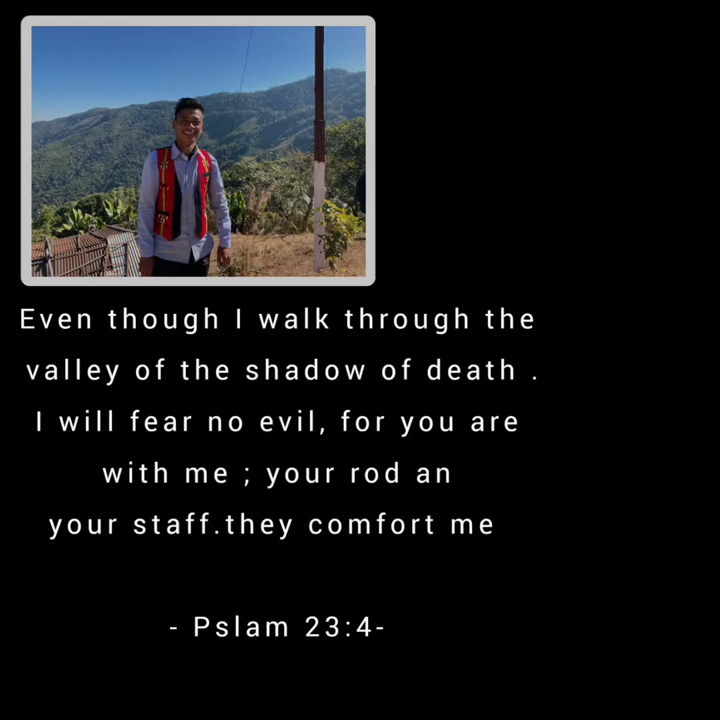 Even though I walk through the
valley of the shadow of death .
I will fear no evil, for you are
with me ; your rod an
your staff.they comfort me
- Pslam 23:4-